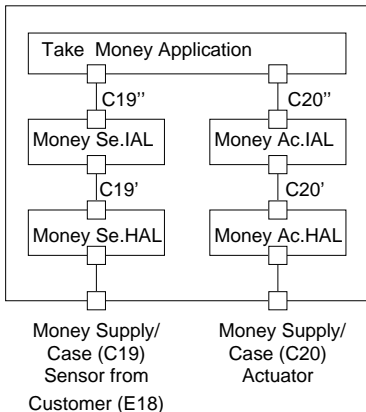 Take Money Application
C19'' C20''
Money Se.IAL Money Ac.IAL
C19' C20'
Money Se.HAL Money Ac.HAL
Money Supply/
Case (C19)
Sensor from
Customer (E18)
Money Supply/
Case (C20)
Actuator